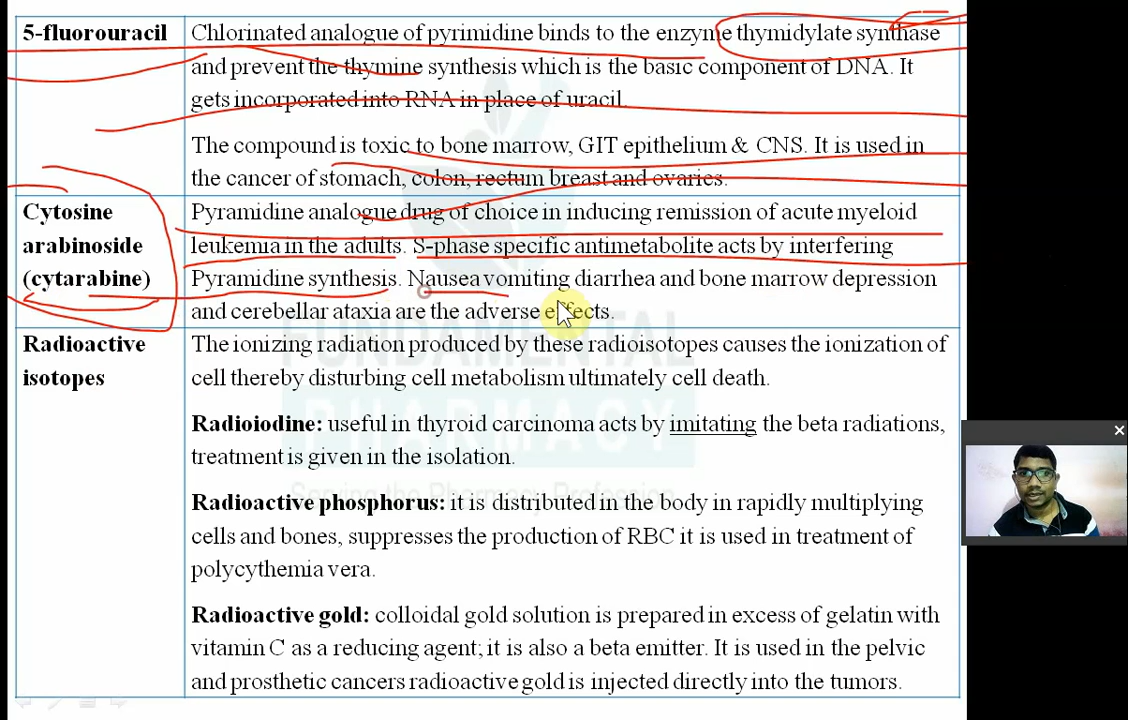 5-fluorouracil
Chlorinated analogue of pyrimidine binds to the enzyme thymidylate synthase
and prevent the thymine synthesis which is the basic component of DNA. It
gets incorporated into RNA in place of uracil.
The compound is toxic to bone marrow, GIT epithelium & CNS. It is used in
the cancer of stomach, colon, rectum breast and ovaries.
Cytosine
arabinoside
(cytarabine)
Pyramidine analogue drug of choice in inducing remission of acute myeloid
leukemia in the adults. S-phase specific antimetabolite acts by interfering
Pyramidine synthesis. Nausea vomiting diarrhea and bone marrow depression
and cerebellar ataxia are the adverse effects.
Radioactive
isotopes
The ionizing radiation produced by these radioisotopes causes the ionization of
cell thereby disturbing cell metabolism ultimately cell death.
Radioiodine: useful in thyroid carcinoma acts by imitating the beta radiations,
treatment is given in the isolation.
Radioactive phosphorus: it is distributed in the body in rapidly multiplying
cells and bones, suppresses the production of RBC it is used in treatment of
polycythemia vera.
Radioactive gold: colloidal gold solution is prepared in excess of gelatin with
vitamin C as a reducing agent; it is also a beta emitter. It is used in the pelvic
and prosthetic cancers radioactive gold is injected directly into the tumors.
FUNDAMENTAL
PHARMACY
Serving the Pharmacy Profession